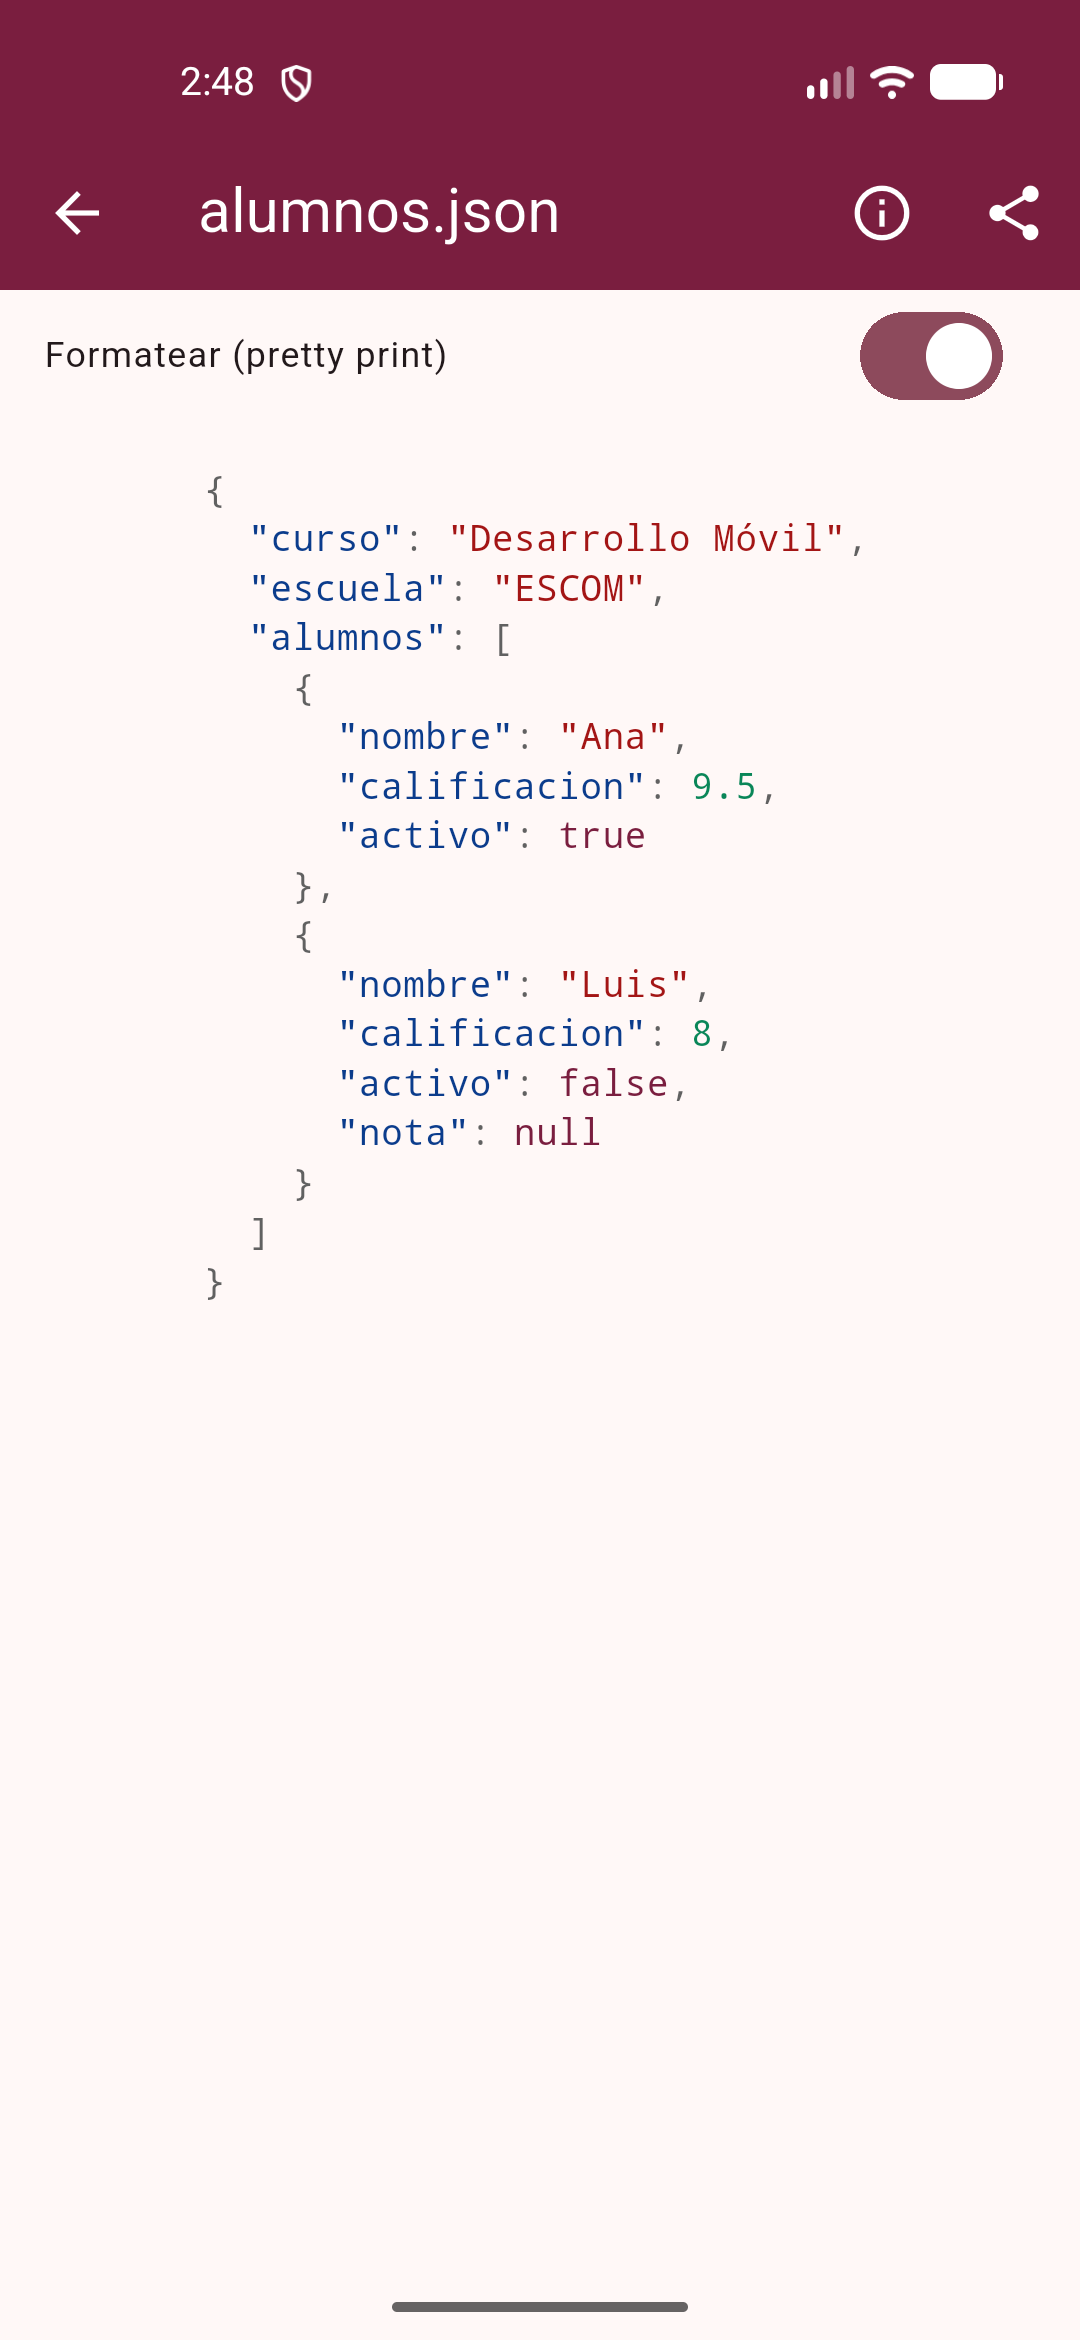 2:48
alumnos.json
Formatear (pretty print)
{
  "curso": "Desarrollo Móvil",
  "escuela": "ESCOM",
  "alumnos": [
    {
      "nombre": "Ana",
      "calificacion": 9.5,
      "activo": true
    },
    {
      "nombre": "Luis",
      "calificacion": 8,
      "activo": false,
      "nota": null
    }
  ]
}